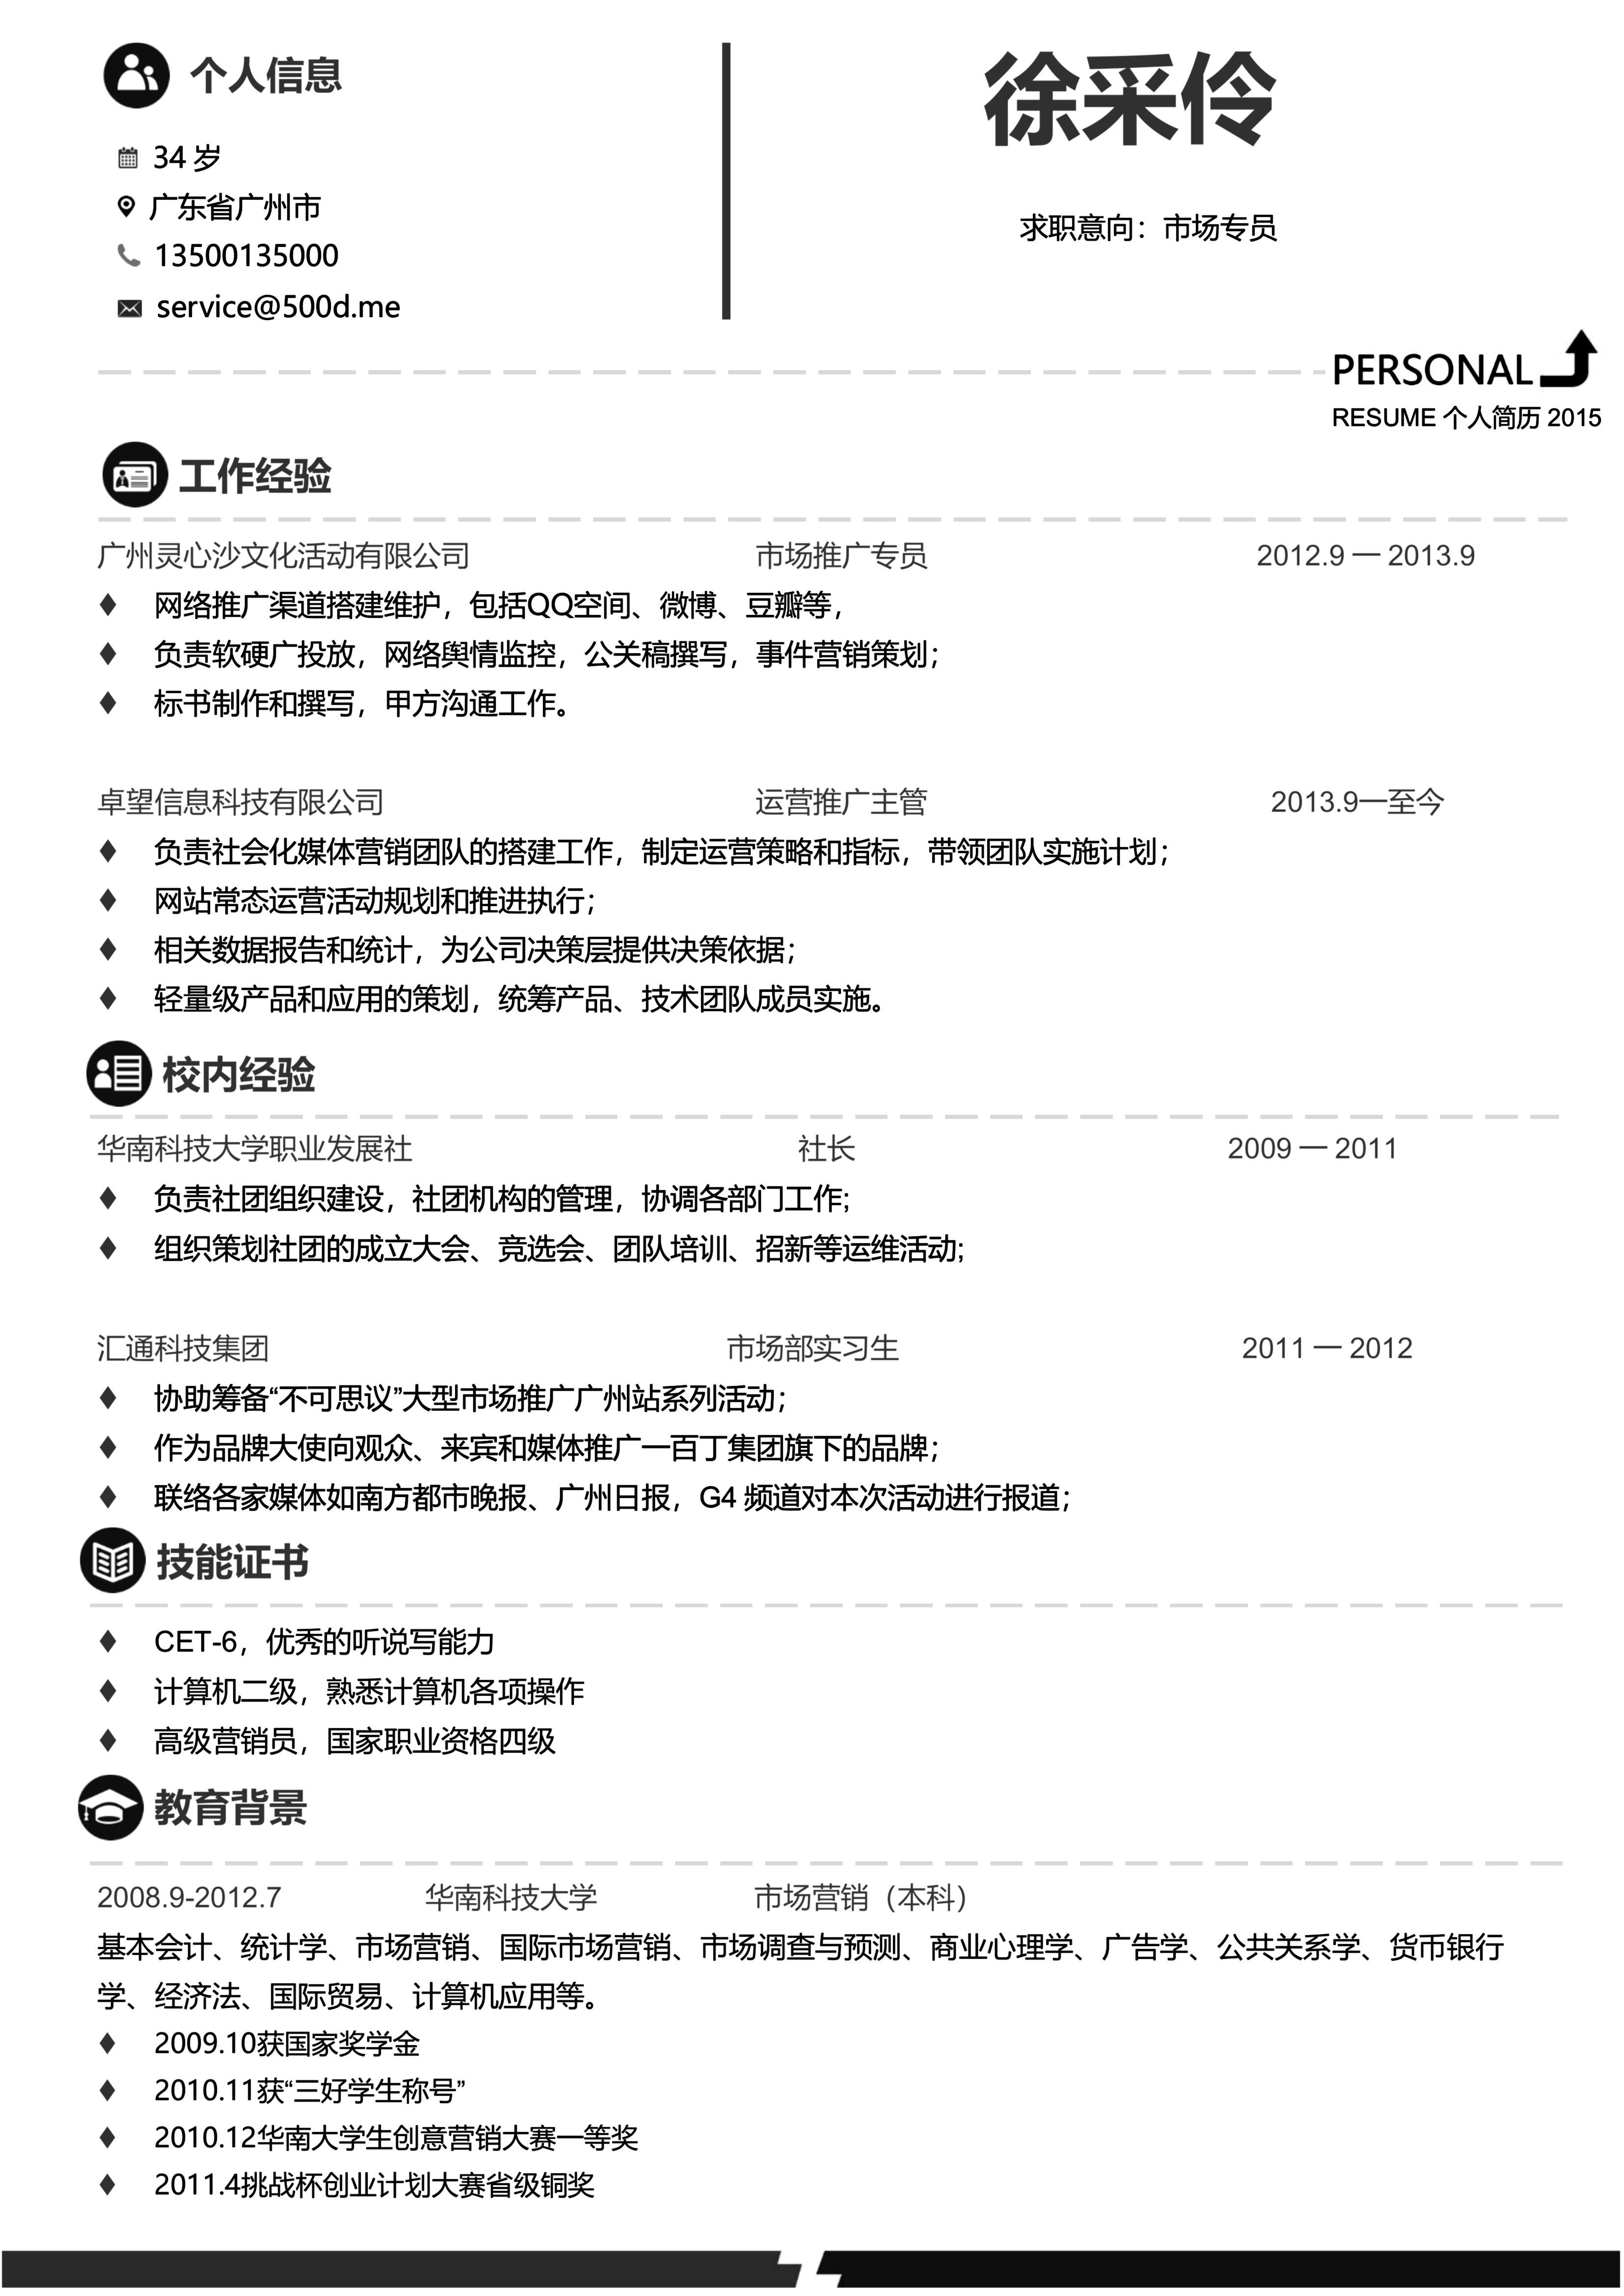 个人信息
34 岁
广东省广州市
13500135000
service@500d.me
徐采伶
求职意向：市场专员
PERSONAL
RESUME 个人简历 2015
工作经验
广州灵心沙文化活动有限公司 市场推广专员 2012.9 — 2013.9
♦ 网络推广渠道搭建维护，包括QQ空间、微博、豆瓣等，
♦ 负责软硬广投放，网络舆情监控，公关稿撰写，事件营销策划；
♦ 标书制作和撰写，甲方沟通工作。
卓望信息科技有限公司 运营推广主管 2013.9—至今
♦ 负责社会化媒体营销团队的搭建工作，制定运营策略和指标，带领团队实施计划；
♦ 网站常态运营活动规划和推进执行；
♦ 相关数据报告和统计，为公司决策层提供决策依据；
♦ 轻量级产品和应用的策划，统筹产品、技术团队成员实施。
校内经验
华南科技大学职业发展社 社长 2009 — 2011
♦ 负责社团组织建设，社团机构的管理，协调各部门工作;
♦ 组织策划社团的成立大会、竞选会、团队培训、招新等运维活动;
汇通科技集团 市场部实习生 2011 — 2012
♦ 协助筹备“不可思议”大型市场推广广州站系列活动；
♦ 作为品牌大使向观众、来宾和媒体推广一百丁集团旗下的品牌；
♦ 联络各家媒体如南方都市晚报、广州日报，G4 频道对本次活动进行报道；
技能证书
♦ CET-6，优秀的听说写能力
♦ 计算机二级，熟悉计算机各项操作
♦ 高级营销员，国家职业资格四级
教育背景
2008.9-2012.7 华南科技大学 市场营销（本科）
基本会计、统计学、市场营销、国际市场营销、市场调查与预测、商业心理学、广告学、公共关系学、货币银行
学、经济法、国际贸易、计算机应用等。
♦ 2009.10获国家奖学金
♦ 2010.11获“三好学生称号”
♦ 2010.12华南大学生创意营销大赛一等奖
♦ 2011.4挑战杯创业计划大赛省级铜奖